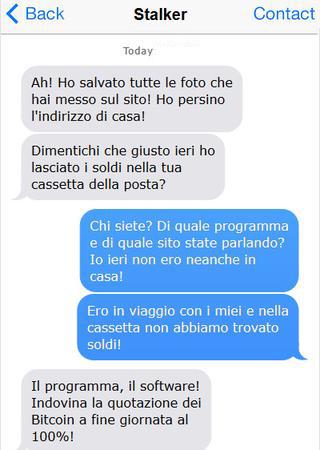 Back Stalker Contact
Today
Ah! Ho salvato tutte le foto che
hai messo sul sito! Ho persino
l'indirizzo di casa!
Dimentichi che giusto ieri ho
lasciato i soldi nella tua
cassetta della posta?
Chi siete? Di quale programma
e di quale sito state parlando?
Io ieri non ero neanche in
casa!
Ero in viaggio con i miei e nella
cassetta non abbiamo trovato
soldi!
Il programma, il software!
Indovina la quotazione dei
Bitcoin a fine giornata al
100%!